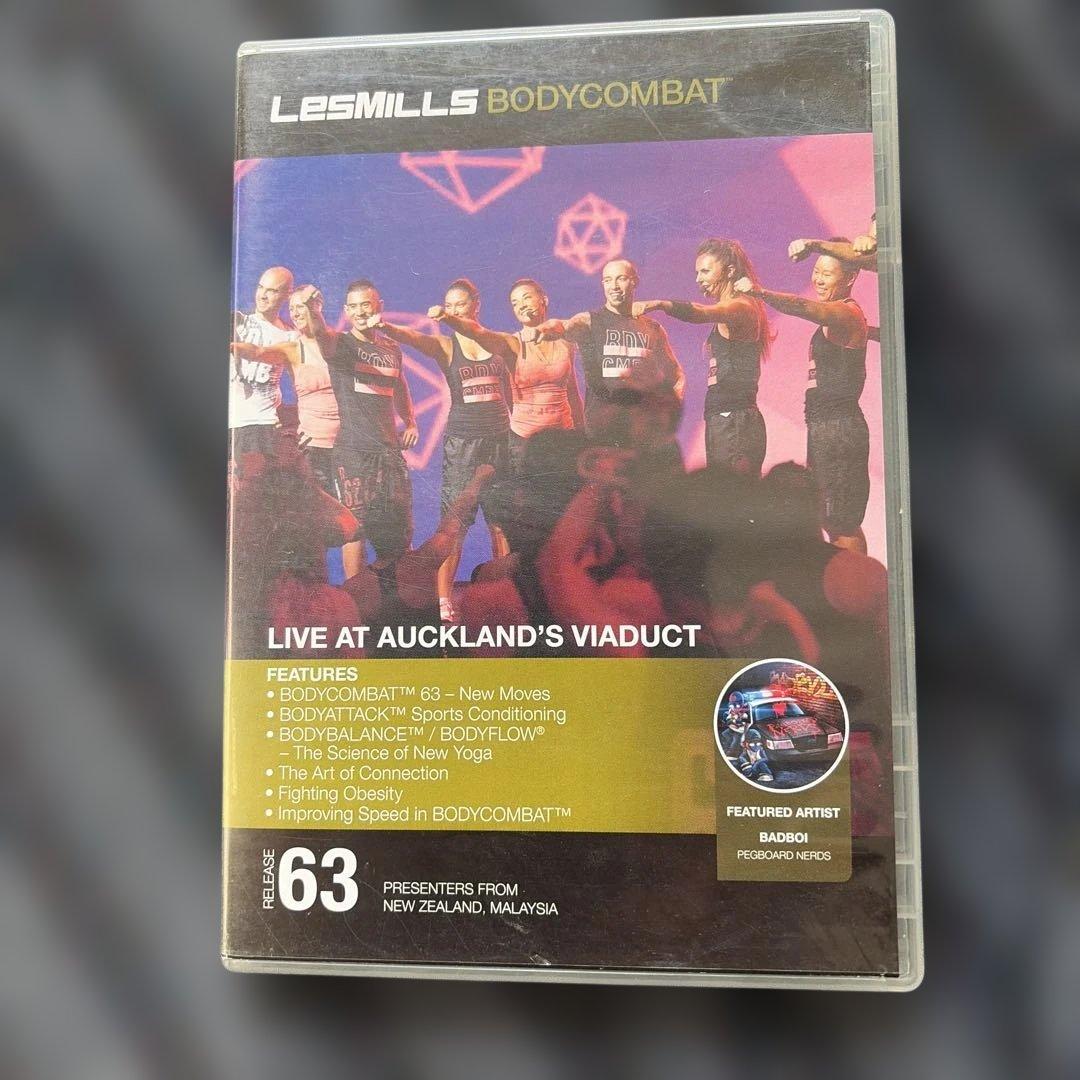 LESMILLS BODYCOMBAT™
BDY
CMBT
LIVE AT AUCKLAND'S VIADUCT
FEATURES
• BODYCOMBAT™ 63 – New Moves
• BODYATTACK™ Sports Conditioning
• BODYBALANCE™ / BODYFLOW®
– The Science of New Yoga
• The Art of Connection
• Fighting Obesity
• Improving Speed in BODYCOMBAT™
FEATURED ARTIST
BADBOI
PEGBOARD NERDS
RELEASE
63
PRESENTERS FROM
NEW ZEALAND, MALAYSIA